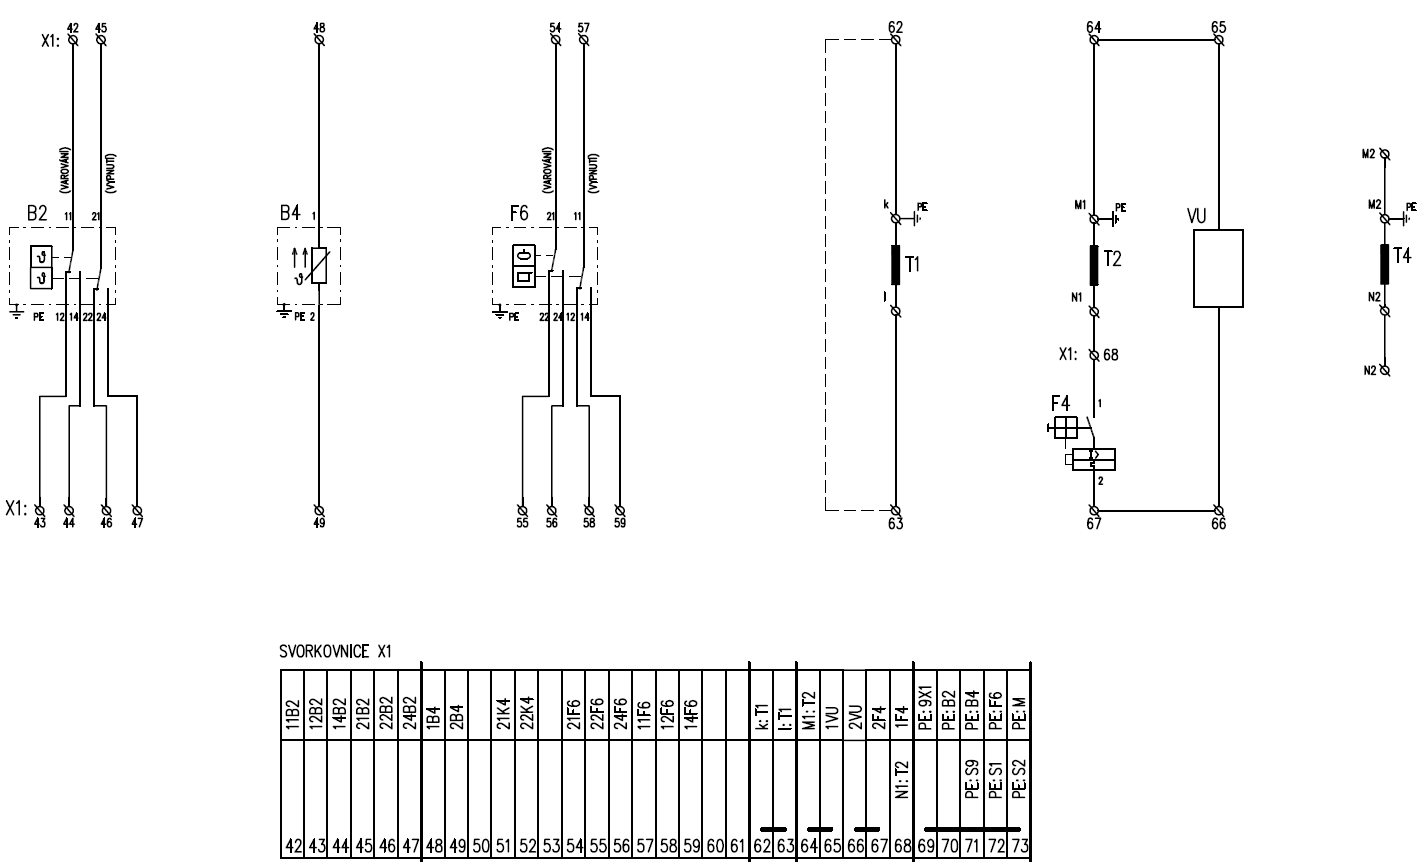 42 45 48 54 57 62 64 65
X1:
(VAROVÁNÍ) (VYPNUTÍ) (VAROVÁNÍ) (VYPNUTÍ)
M2
B2 11 21 B4 1 F6 21 11 k PE M1 PE VU M2 PE
ϑ
ϑ ϑ
T1 T2 T4
l N1 N2
PE 12 14 22 24 PE 2 PE 22 24 12 14
X1: 68
N2
F4 1
2
X1:
43 44 46 47 49 55 56 58 59 63 67 66
SVORKOVNICE X1
11B2 12B2 14B2 21B2 22B2 24B2 1B4 2B4 21K4 22K4 21F6 22F6 24F6 11F6 12F6 14F6 k: T1 l: T1 M1: T2 1VU 2VU 2F4 1F4 PE: 9X1 PE: B2 PE: B4 PE: F6 PE: M
N1: T2 PE: S9 PE: S1 PE: S2
42 43 44 45 46 47 48 49 50 51 52 53 54 55 56 57 58 59 60 61 62 63 64 65 66 67 68 69 70 71 72 73